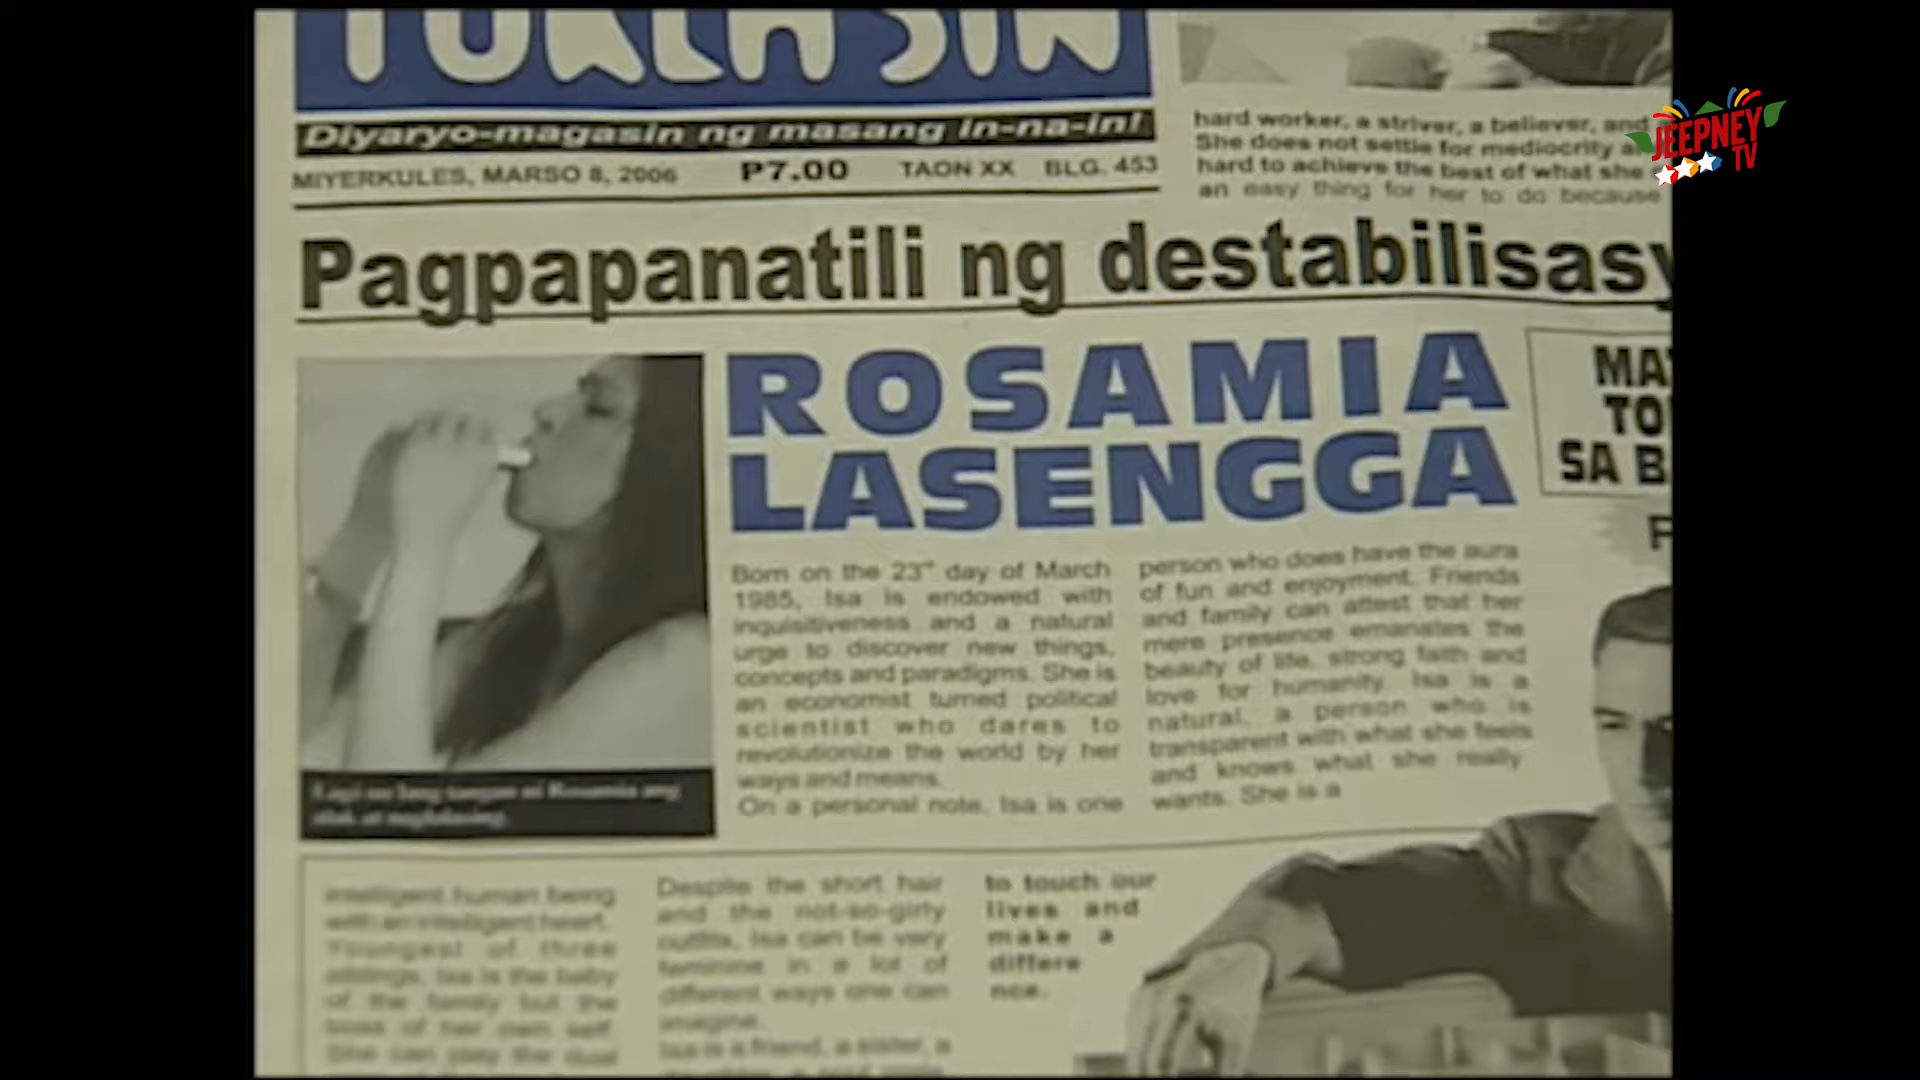 Diyaryo-magasin ng masang in-na-in!
MIYERKULES, MARSO 8, 2006 P7.00 TAON XX BLG. 453
hard worker, a striver, a believer, and
She does not settle for mediocrity
hard to achieve the best of what she
an easy thing for her to do because
JEEPNEY
TV
Pagpapanatili ng destabilisasy
ROSAMIA
LASENGGA
MA
TO
SA B
F
Born on the 23rd day of March
1985, Isa is endowed with
inquisitiveness and a natural
urge to discover new things,
concepts and paradigms. She is
an economist turned political
scientist who dares to
revolutionize the world by her
ways and means.
On a personal note, Isa is one
person who does have the aura
of fun and enjoyment. Friends
and family can attest that her
mere presence emanates the
beauty of life, strong faith and
love for humanity. Isa is a
natural, a person who is
transparent with what she feels
and knows what she really
wants. She is a
intelligent human being
with an intelligent heart.
Youngest of three
siblings, Isa is the baby
of the family but the
boss of her own self.
She can play the dual
Despite the short hair
and the not-so-girly
outfits, Isa can be very
feminine in a lot of
different ways one can
imagine.
Isa is a friend, a sister, a
to touch our
lives and
make a
differe
nce.